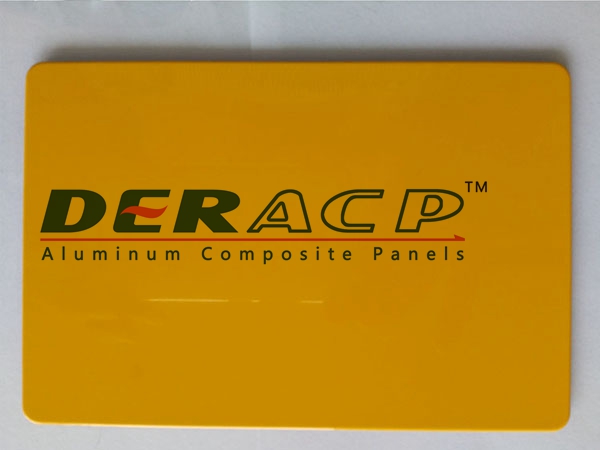 DERACP™
Aluminum Composite Panels